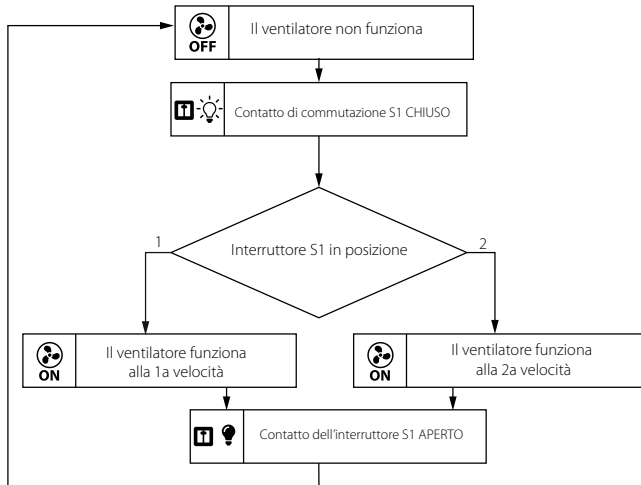 OFF
Il ventilatore non funziona
Contatto di commutazione S1 CHIUSO
1
Interruttore S1 in posizione
2
ON
Il ventilatore funziona
alla 1a velocità
ON
Il ventilatore funziona
alla 2a velocità
Contatto dell'interruttore S1 APERTO